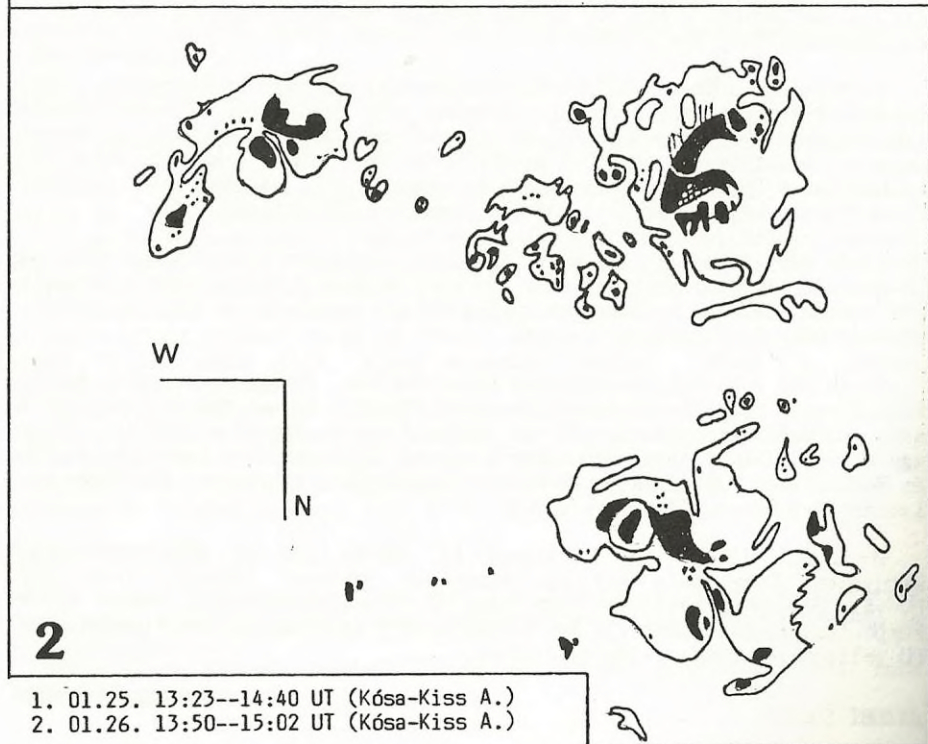 W
N
2
1. 01.25. 13:23--14:40 UT (Kósa-Kiss A.)
2. 01.26. 13:50--15:02 UT (Kósa-Kiss A.)